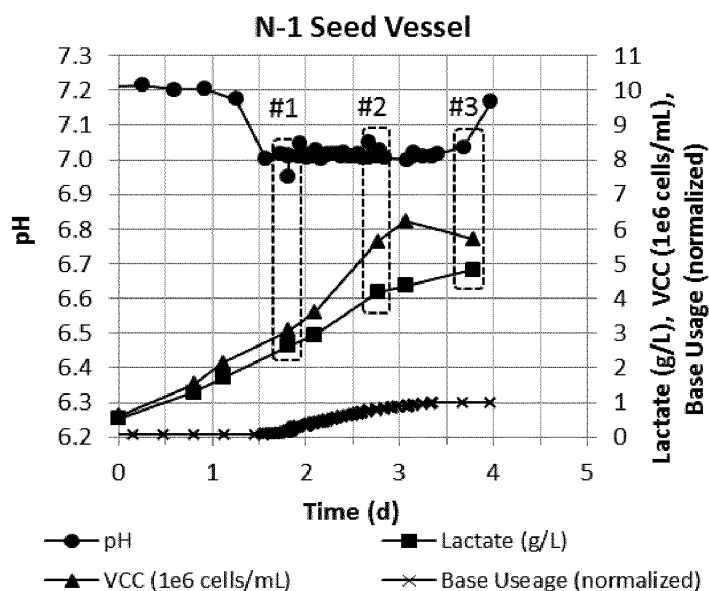 N-1 Seed Vessel
7.3
7.2
7.1
7.0
6.9
6.8
6.7
6.6
6.5
6.4
6.3
6.2
pH
#1
#2
#3
11
10
9
8
7
6
5
4
3
2
1
0
Lactate (g/L), VCC (1e6 cells/mL),
Base Usage (normalized)
0 1 2 3 4 5
Time (d)
pH
Lactate (g/L)
VCC (1e6 cells/mL)
Base Useage (normalized)